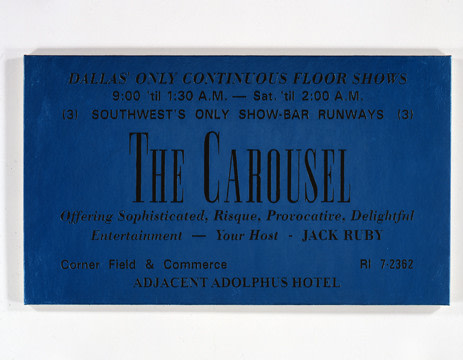 DALLAS' ONLY CONTINUOUS FLOOR SHOWS
9:00 'til 1:30 A.M. — Sat. 'til 2:00 A.M.
(3) SOUTHWEST'S ONLY SHOW-BAR RUNWAYS (3)
THE CAROUSEL
Offering Sophisticated, Risque, Provocative, Delightful
Entertainment — Your Host - JACK RUBY
Corner Field & Commerce RI 7-2362
ADJACENT ADOLPHUS HOTEL